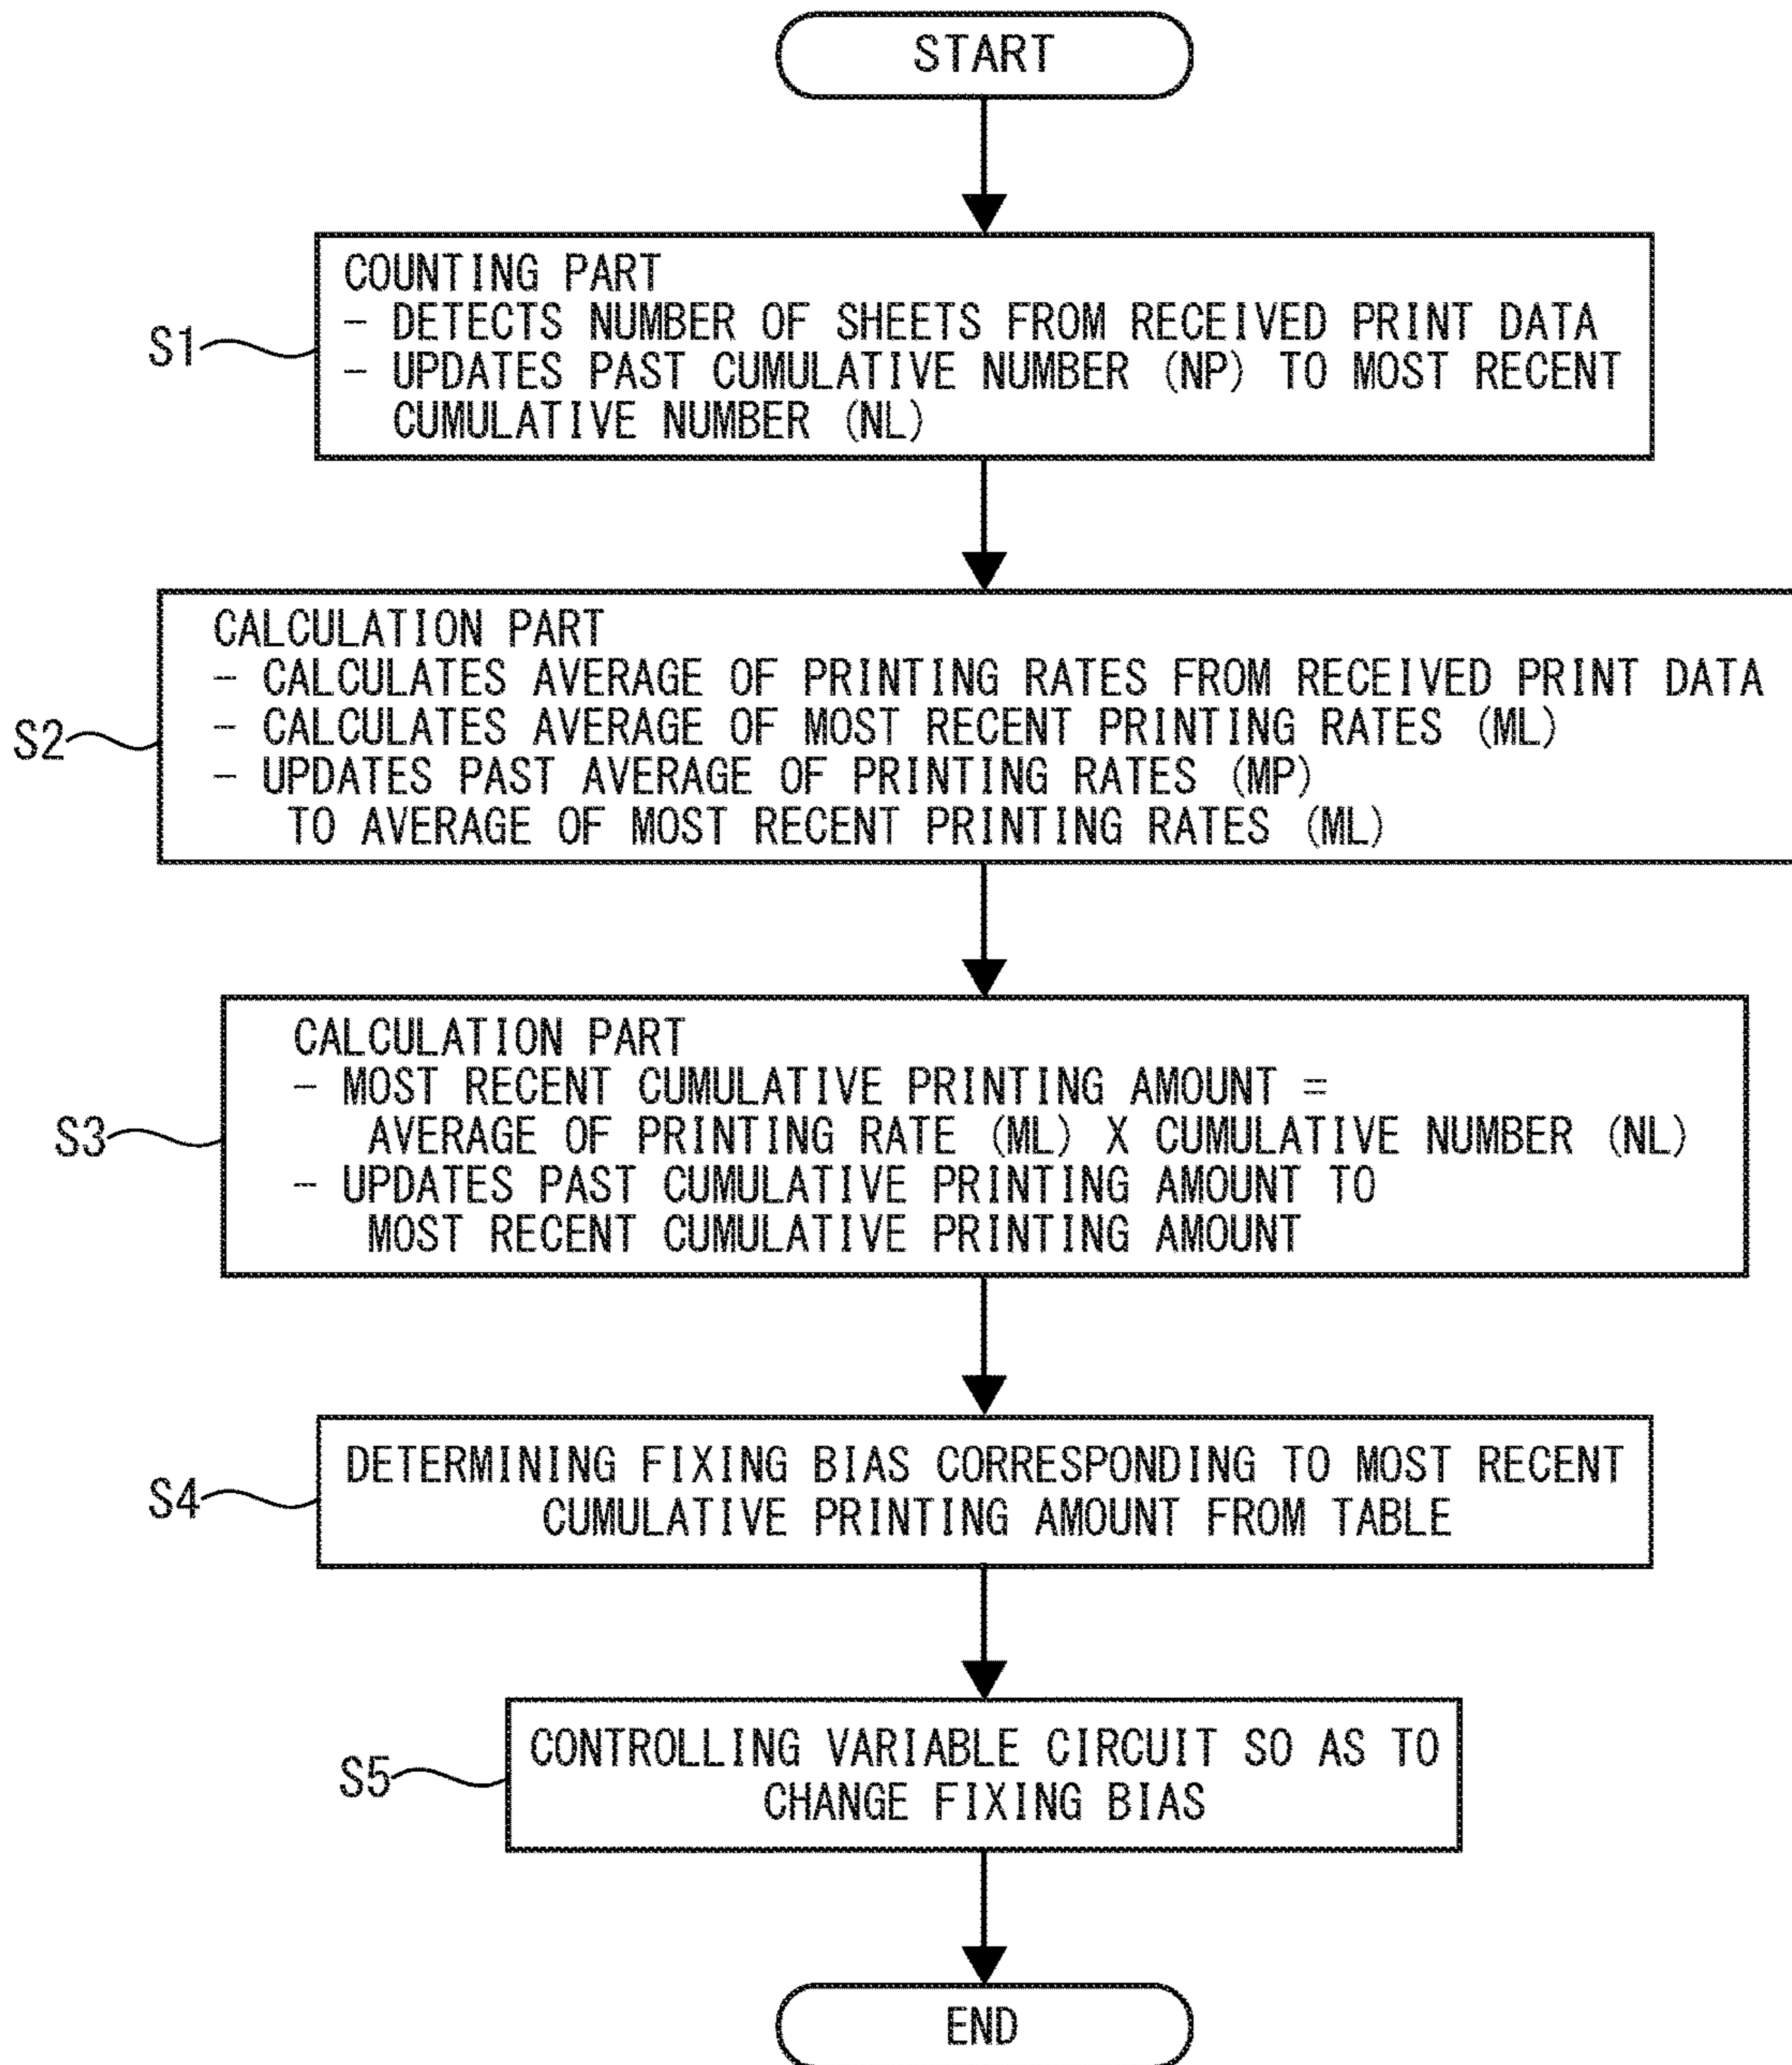 START
COUNTING PART
- DETECTS NUMBER OF SHEETS FROM RECEIVED PRINT DATA
S1
- UPDATES PAST CUMULATIVE NUMBER (NP) TO MOST RECENT
CUMULATIVE NUMBER (NL)
CALCULATION PART
- CALCULATES AVERAGE OF PRINTING RATES FROM RECEIVED PRINT DATA
S2
- CALCULATES AVERAGE OF MOST RECENT PRINTING RATES (ML)
- UPDATES PAST AVERAGE OF PRINTING RATES (MP)
TO AVERAGE OF MOST RECENT PRINTING RATES (ML)
CALCULATION PART
- MOST RECENT CUMULATIVE PRINTING AMOUNT =
S3
AVERAGE OF PRINTING RATE (ML) X CUMULATIVE NUMBER (NL)
- UPDATES PAST CUMULATIVE PRINTING AMOUNT TO
MOST RECENT CUMULATIVE PRINTING AMOUNT
S4
DETERMINING FIXING BIAS CORRESPONDING TO MOST RECENT
CUMULATIVE PRINTING AMOUNT FROM TABLE
S5
CONTROLLING VARIABLE CIRCUIT SO AS TO
CHANGE FIXING BIAS
END